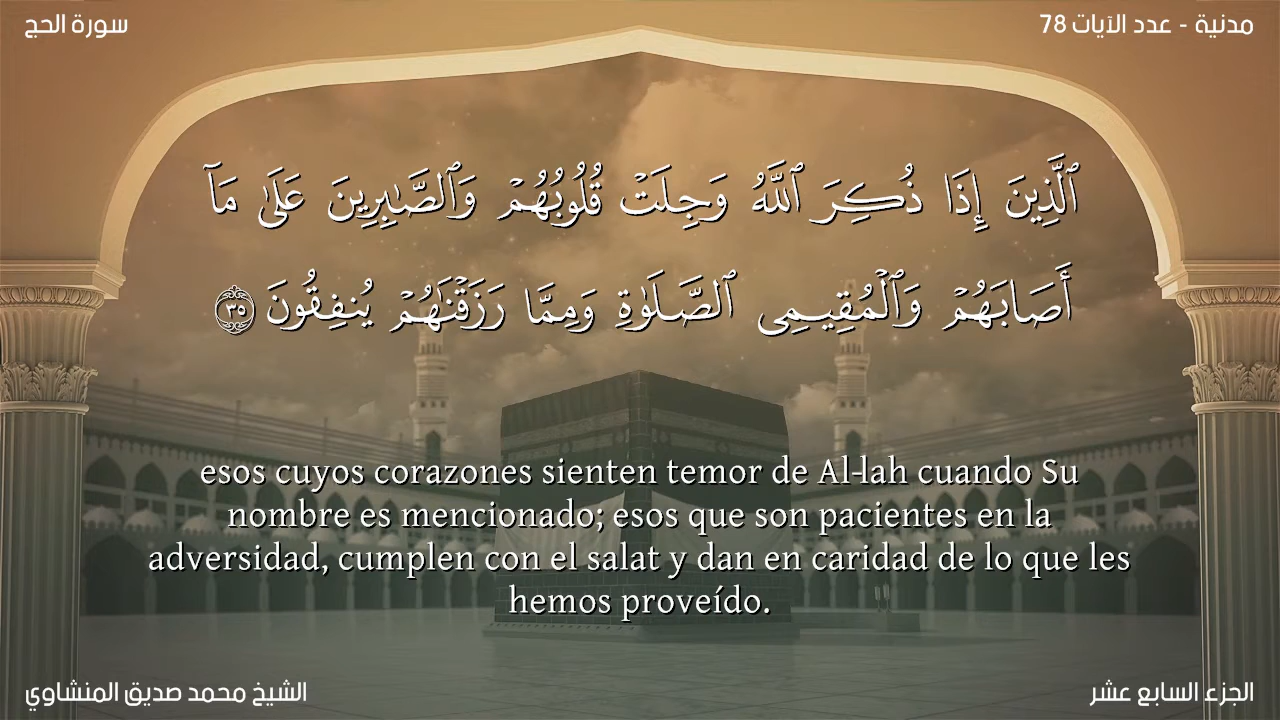 سورة الحج
مدنية - عدد الآيات 78
ٱلَّذِينَ إِذَا ذُكِرَ ٱللَّهُ وَجِلَتْ قُلُوبُهُمْ وَٱلصَّـٰبِرِينَ عَلَىٰ مَآ
أَصَابَهُمْ وَٱلْمُقِيمِى ٱلصَّلَوٰةِ وَمِمَّا رَزَقْنَـٰهُمْ يُنفِقُونَ ٣٥
esos cuyos corazones sienten temor de Al-lah cuando Su
nombre es mencionado; esos que son pacientes en la
adversidad, cumplen con el salat y dan en caridad de lo que les
hemos proveído.
الشيخ محمد صديق المنشاوي
الجزء السابع عشر